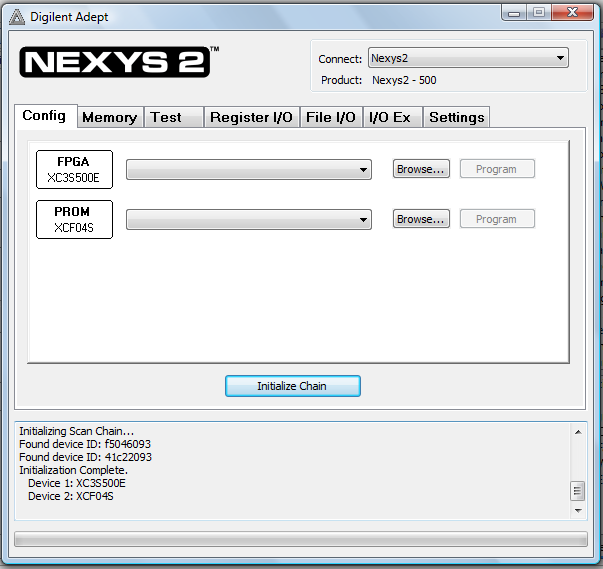 Digilent Adept
NEXYS 2™
Connect: Nexys2
Product: Nexys2 - 500
Config Memory Test Register I/O File I/O I/O Ex Settings
FPGA
XC3S500E
Browse... Program
PROM
XCF04S
Browse... Program
Initialize Chain
Initializing Scan Chain...
Found device ID: f5046093
Found device ID: 41c22093
Initialization Complete.
Device 1: XC3S500E
Device 2: XCF04S